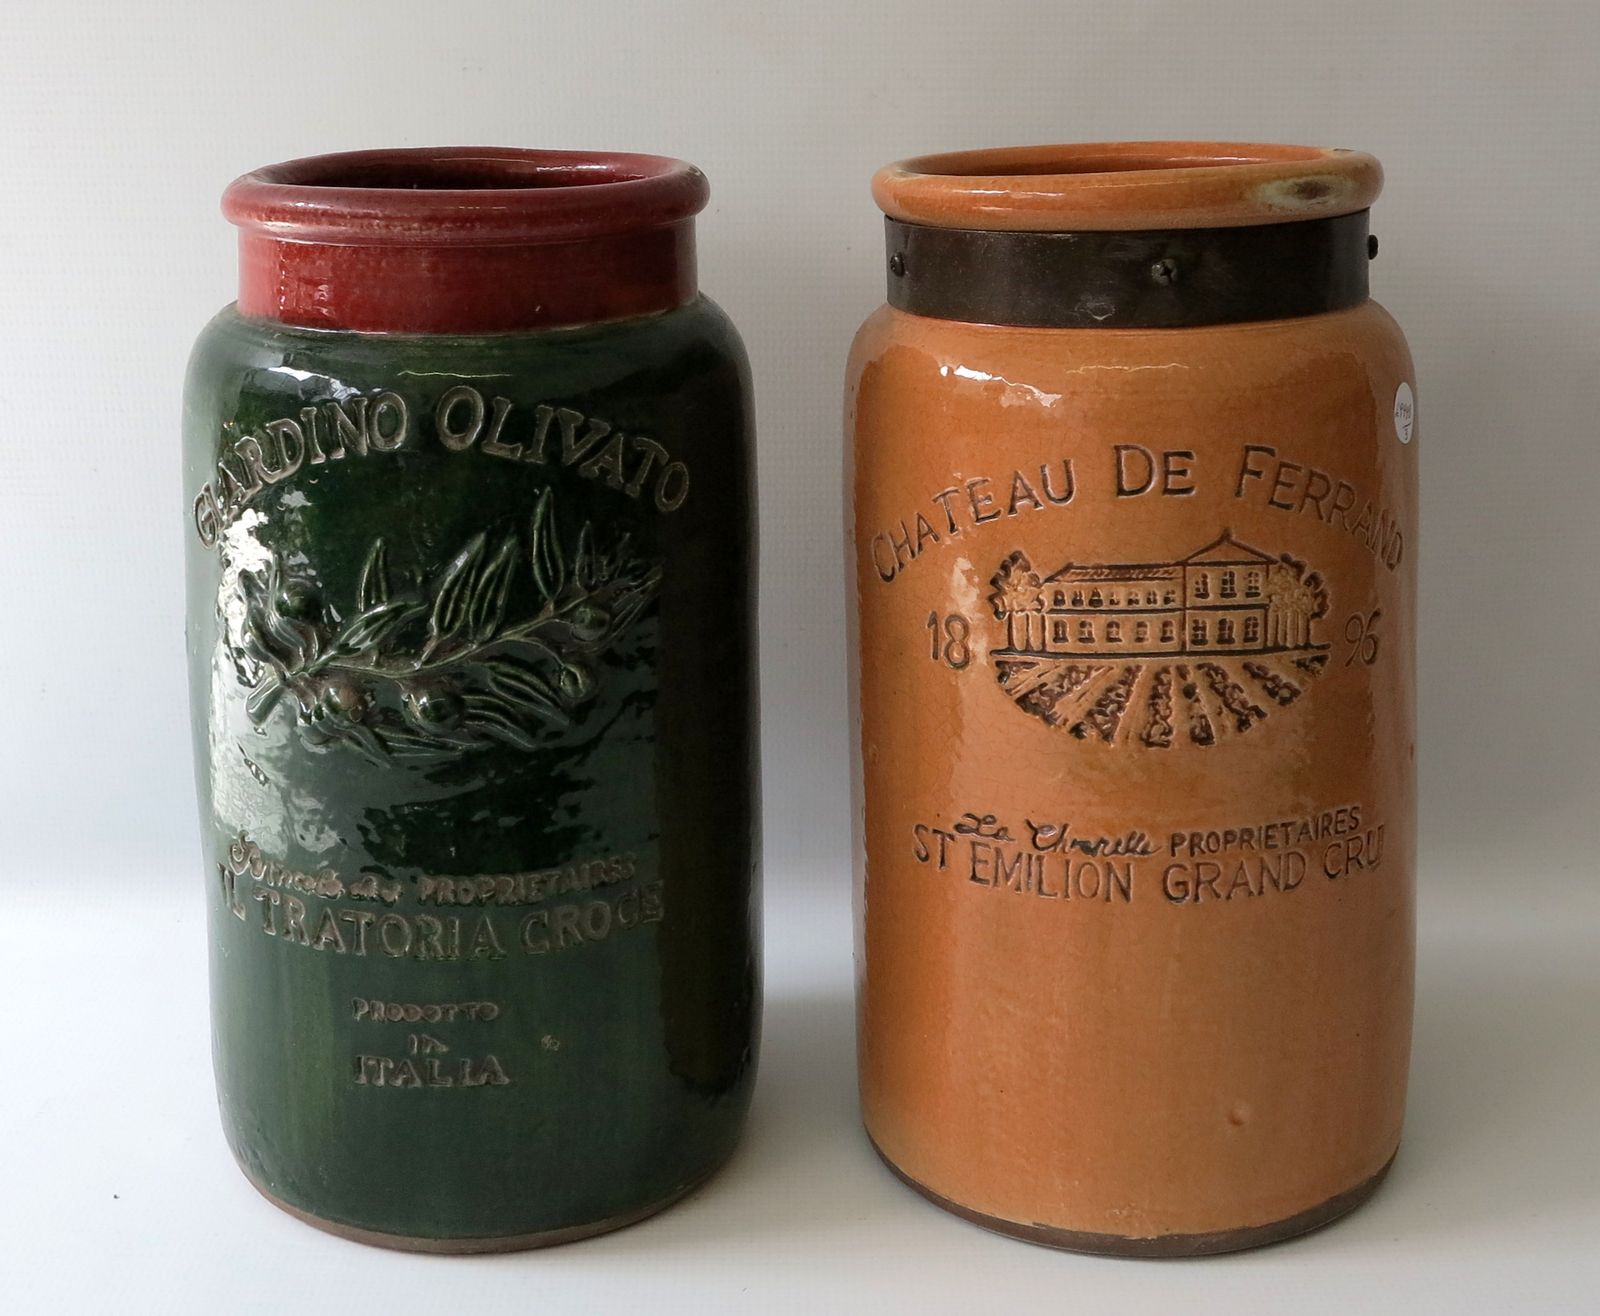 GIARDINO OLIVATO
PROPRIETAIRES
IL TRATORIA CROCE
PRODOTTO
in
ITALIA
CHATEAU DE FERRAND
18 96
La PROPRIETAIRES
ST EMILION GRAND CRU